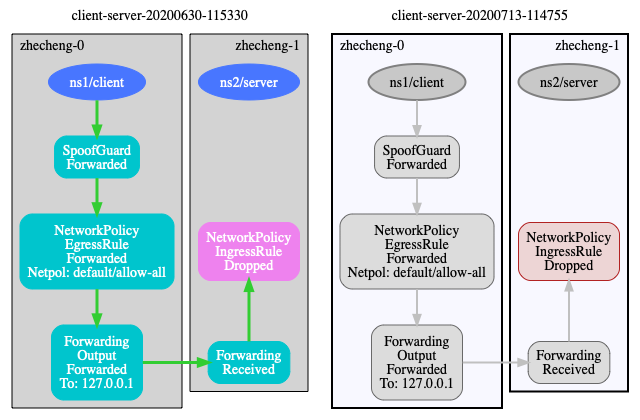 client-server-20200630-115330
zhecheng-0
zhecheng-1
ns1/client
ns2/server
SpoofGuard
Forwarded
NetworkPolicy
EgressRule
Forwarded
Netpol: default/allow-all
NetworkPolicy
IngressRule
Dropped
Forwarding
Output
Forwarded
To: 127.0.0.1
Forwarding
Received
client-server-20200713-114755
zhecheng-0
zhecheng-1
ns1/client
ns2/server
SpoofGuard
Forwarded
NetworkPolicy
EgressRule
Forwarded
Netpol: default/allow-all
NetworkPolicy
IngressRule
Dropped
Forwarding
Output
Forwarded
To: 127.0.0.1
Forwarding
Received